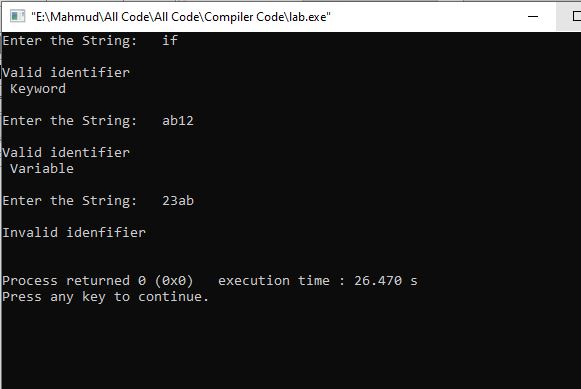 "E:\Mahmud\All Code\All Code\Compiler Code\lab.exe"
Enter the String:   if
Valid identifier
Keyword
Enter the String:   ab12
Valid identifier
Variable
Enter the String:   23ab
Invalid idenfifier
Process returned 0 (0x0)   execution time : 26.470 s
Press any key to continue.